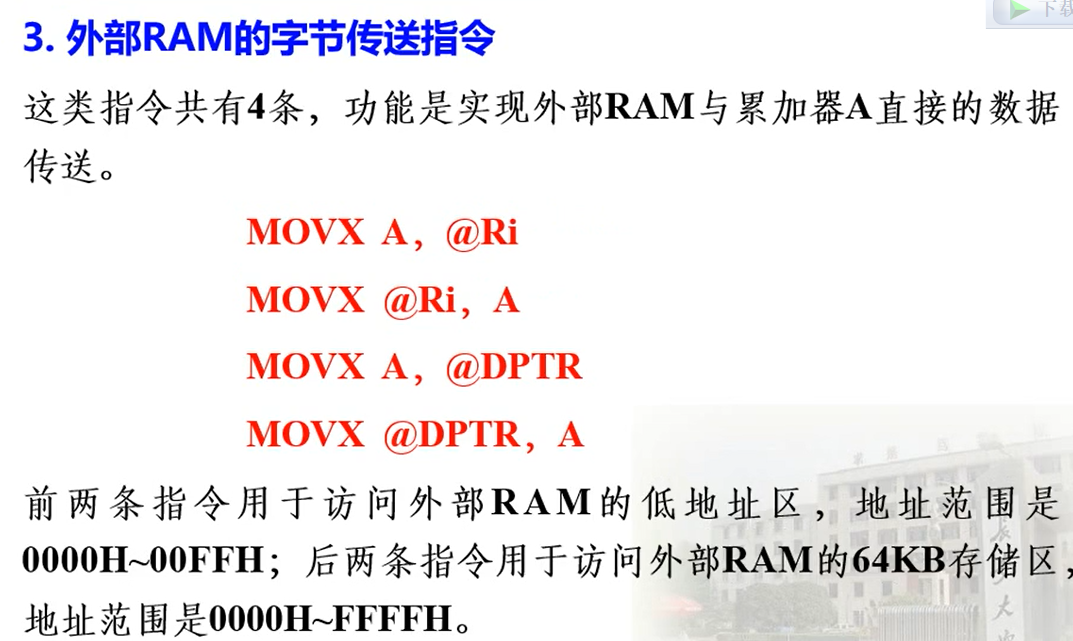 下载
3. 外部RAM的字节传送指令
这类指令共有4条，功能是实现外部RAM与累加器A直接的数据
传送。
MOVX A，@Ri
MOVX @Ri，A
MOVX A，@DPTR
MOVX @DPTR，A
前两条指令用于访问外部RAM的低地址区，地址范围是
0000H~00FFH；后两条指令用于访问外部RAM的64KB存储区，
地址范围是0000H~FFFFH。